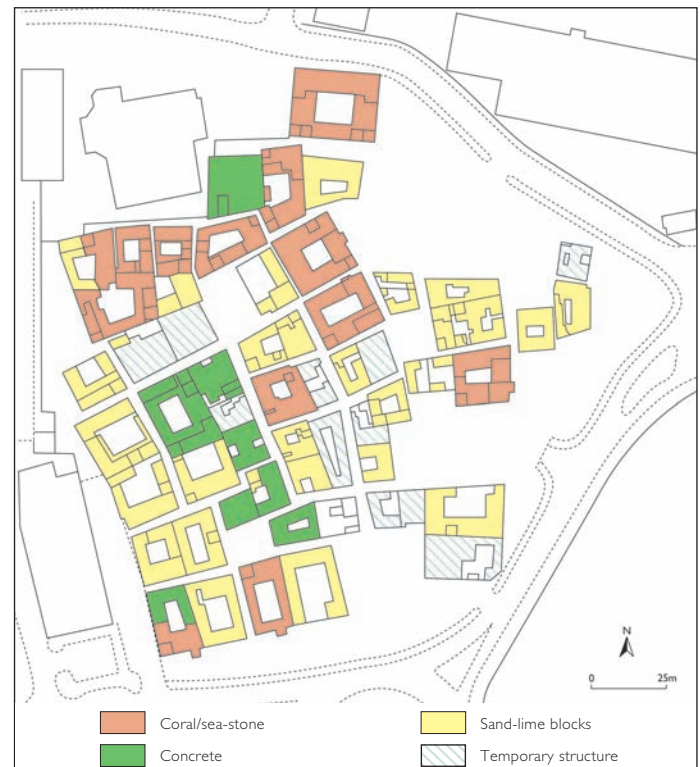 N
0 25m
Coral/sea-stone
Sand-lime blocks
Concrete
Temporary structure